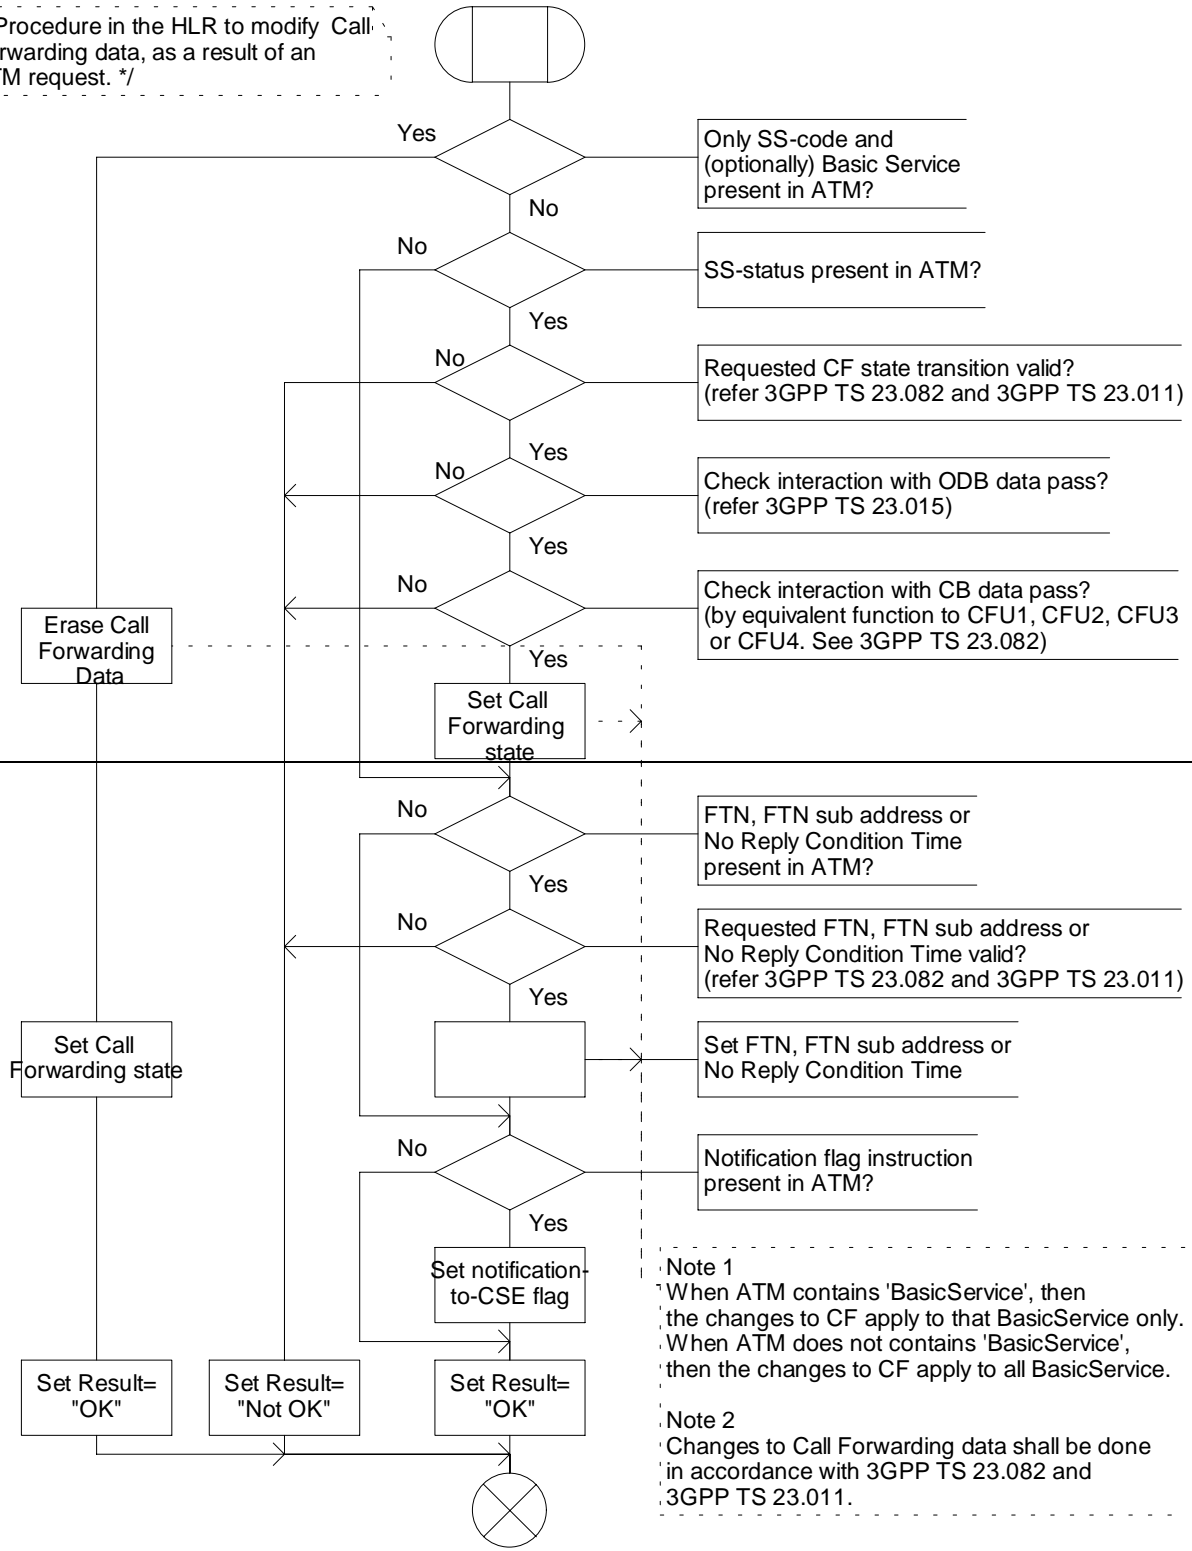 Procedure in the HLR to modify Call
rwarding data, as a result of an
TM request. */
Yes
Only SS-code and
(optionally) Basic Service
present in ATM?
No
No
SS-status present in ATM?
Yes
No
Requested CF state transition valid?
(refer 3GPP TS 23.082 and 3GPP TS 23.011)
Yes
No
Check interaction with ODB data pass?
(refer 3GPP TS 23.015)
Yes
No
Check interaction with CB data pass?
(by equivalent function to CFU1, CFU2, CFU3
or CFU4. See 3GPP TS 23.082)
Erase Call
Forwarding
Data
Yes
Set Call
Forwarding
state
No
FTN, FTN sub address or
No Reply Condition Time
present in ATM?
Yes
No
Requested FTN, FTN sub address or
No Reply Condition Time valid?
(refer 3GPP TS 23.082 and 3GPP TS 23.011)
Yes
Set Call
Forwarding state
Set FTN, FTN sub address or
No Reply Condition Time
No
Notification flag instruction
present in ATM?
Yes
Set notification-
to-CSE flag
Note 1
When ATM contains 'BasicService', then
the changes to CF apply to that BasicService only.
When ATM does not contains 'BasicService',
then the changes to CF apply to all BasicService.
Set Result=
"OK"
Set Result=
"Not OK"
Set Result=
"OK"
Note 2
Changes to Call Forwarding data shall be done
in accordance with 3GPP TS 23.082 and
3GPP TS 23.011.